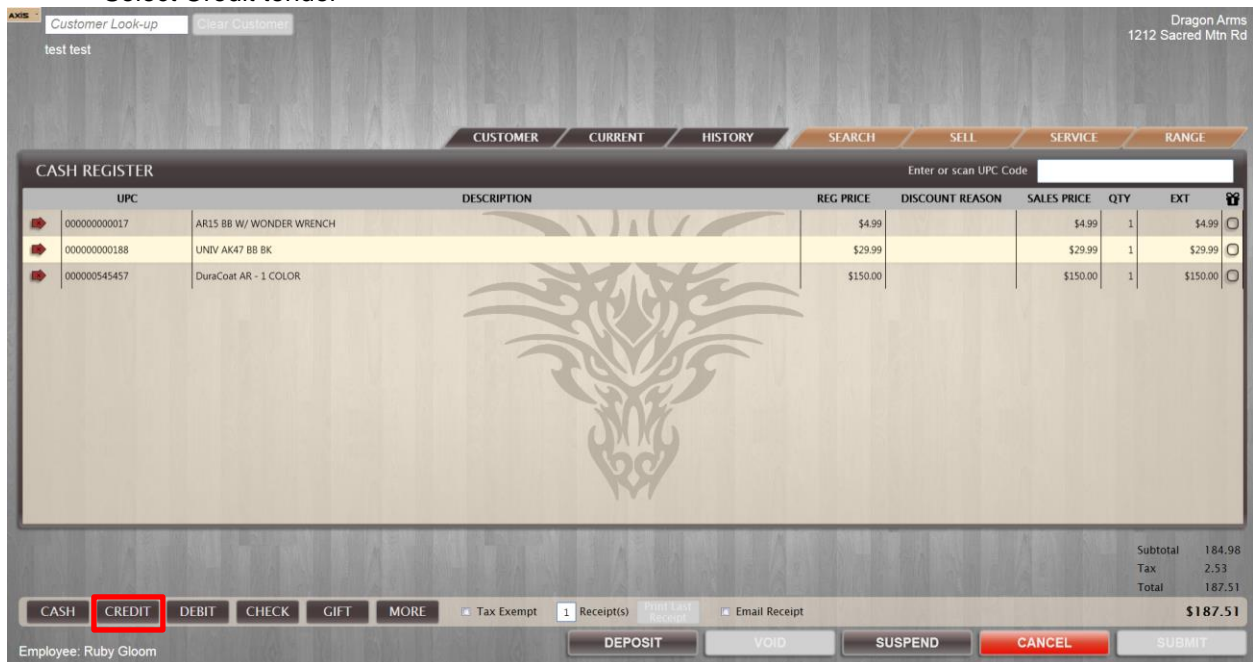 Select Credit tender
AXIS
Customer Look-up Clear Customer
Dragon Arms
test test
1212 Sacred Mtn Rd
CUSTOMER CURRENT HISTORY SEARCH SELL SERVICE RANGE
CASH REGISTER Enter or scan UPC Code
UPC DESCRIPTION REG PRICE DISCOUNT REASON SALES PRICE QTY EXT
000000000017 AR15 BB W/ WONDER WRENCH $4.99 $4.99 1 $4.99
000000000188 UNIV AK47 BB BK $29.99 $29.99 1 $29.99
000000545457 DuraCoat AR - 1 COLOR $150.00 $150.00 1 $150.00
Subtotal 184.98
Tax 2.53
Total 187.51
CASH CREDIT DEBIT CHECK GIFT MORE Tax Exempt 1 Receipt(s) Print Last Receipt Email Receipt $187.51
DEPOSIT VOID SUSPEND CANCEL SUBMIT
Employee: Ruby Gloom